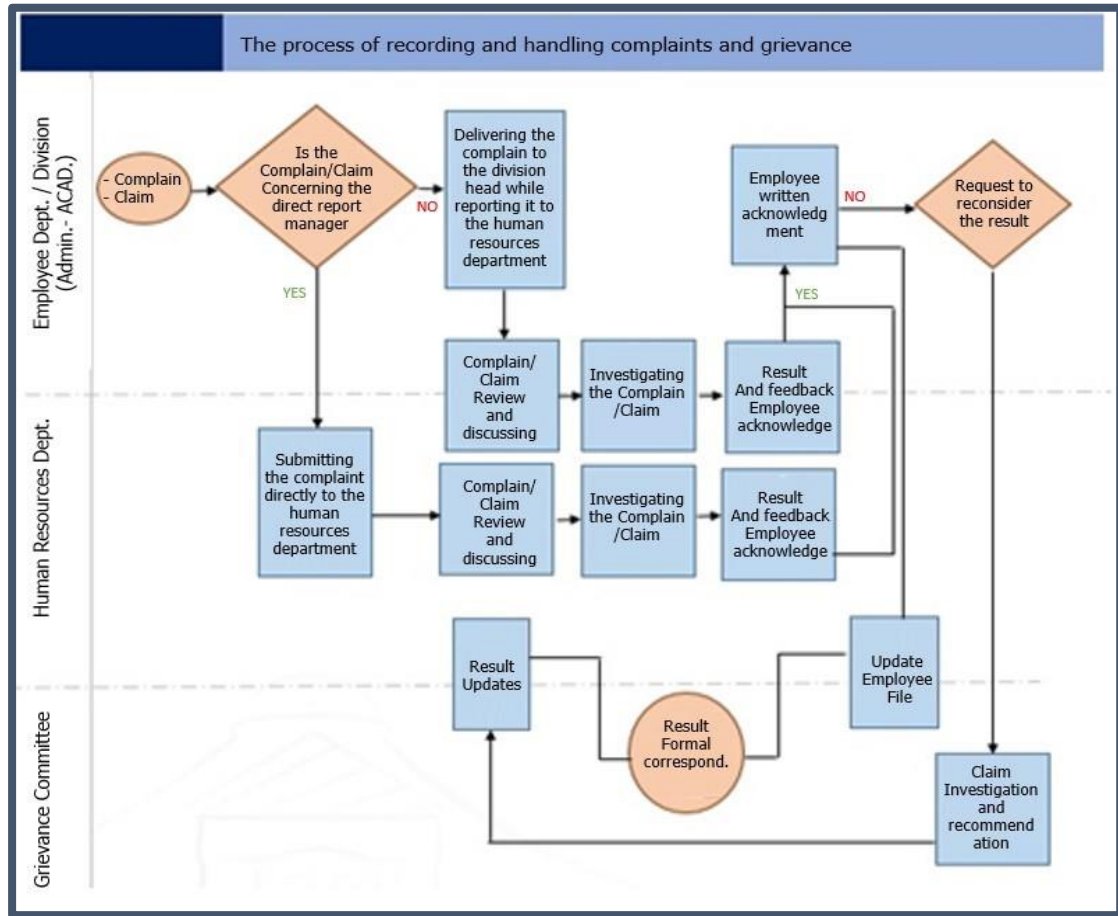 The process of recording and handling complaints and grievance
Employee Dept. / Division
(Admin.- ACAD.)
- Complain
- Claim
Is the
Complain/Claim
Concerning the
direct report
manager
NO
YES
Delivering the
complain to
the division
head while
reporting it to
the human
resources
department
Employee
written
acknowledg
ment
NO
YES
Request to
reconsider
the result
Complain/
Claim
Review
and
discussing
Investigating
the Complain
/Claim
Result
And feedback
Employee
acknowledge
Human Resources Dept.
Submitting
the complaint
directly to the
human
resources
department
Complain/
Claim
Review
and
discussing
Investigating
the Complain
/Claim
Result
And feedback
Employee
acknowledge
Result
Updates
Update
Employee
File
Grievance Committee
Result
Formal
correspond.
Claim
Investigation
and
recommend
ation